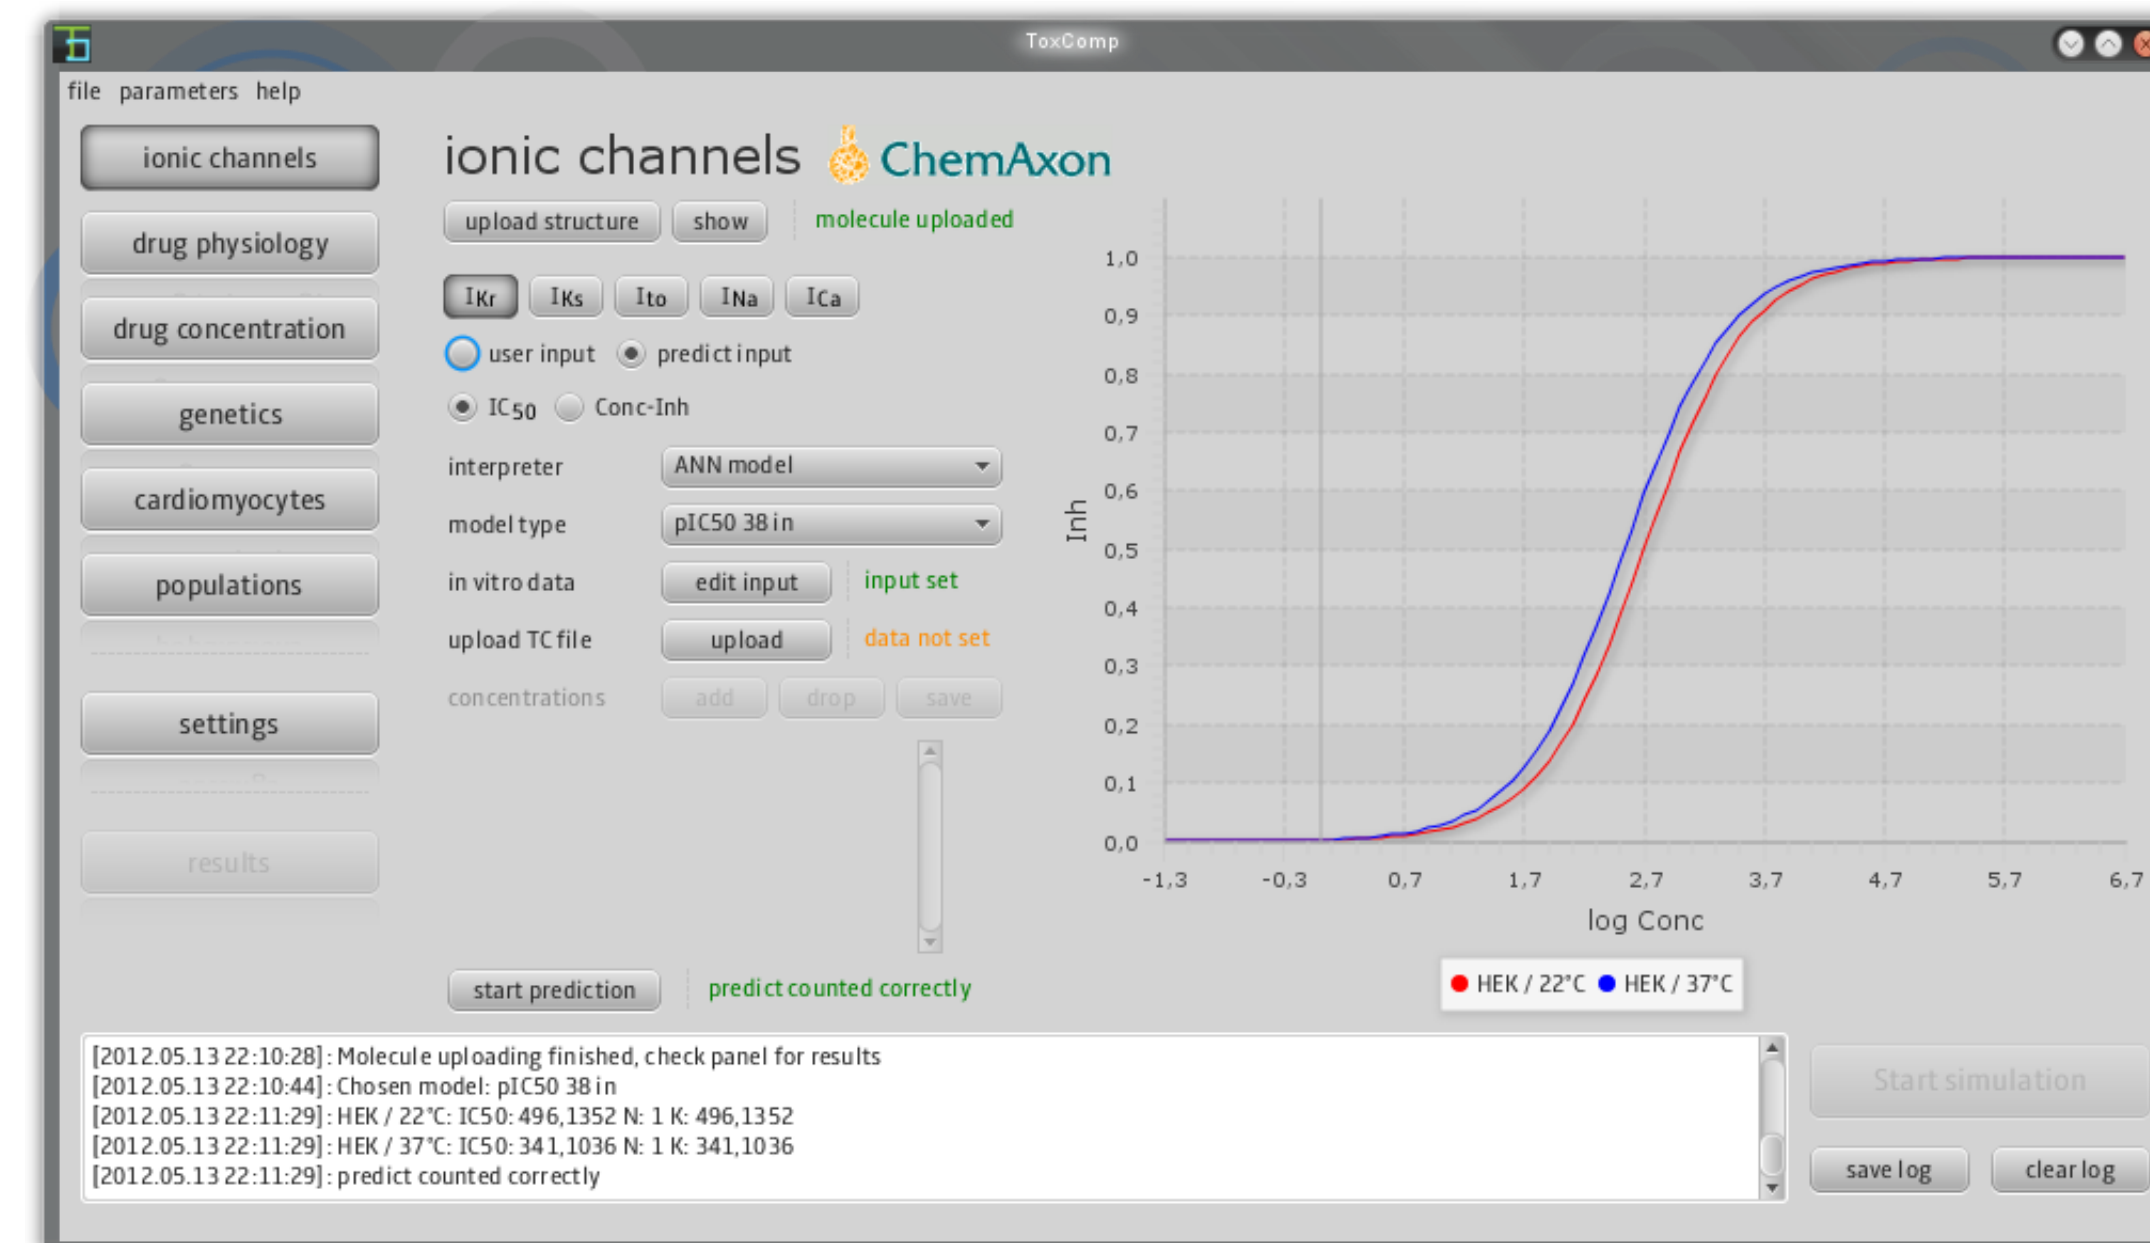 ToxComp
file parameters help
ionic channels
drug physiology
drug concentration
genetics
cardiomyocytes
populations
settings
results
ionic channels ChemAxon
upload structure show molecule uploaded
IKr IKs Ito INa ICa
user input predict input
IC50 Conc-Inh
interpreter ANN model
model type pIC50 38 in
in vitro data edit input input set
upload TC file upload data not set
concentrations add drop save
start prediction predict counted correctly
Inh
1,0
0,9
0,8
0,7
0,6
0,5
0,4
0,3
0,2
0,1
0,0
-1,3 -0,3 0,7 1,7 2,7 3,7 4,7 5,7 6,7
log Conc
HEK / 22°C HEK / 37°C
[2012.05.13 22:10:28]: Molecule uploading finished, check panel for results
[2012.05.13 22:10:44]: Chosen model: pIC50 38 in
[2012.05.13 22:11:29]: HEK / 22°C: IC50: 496,1352 N: 1 K: 496,1352
[2012.05.13 22:11:29]: HEK / 37°C: IC50: 341,1036 N: 1 K: 341,1036
[2012.05.13 22:11:29]: predict counted correctly
Start simulation
save log clear log